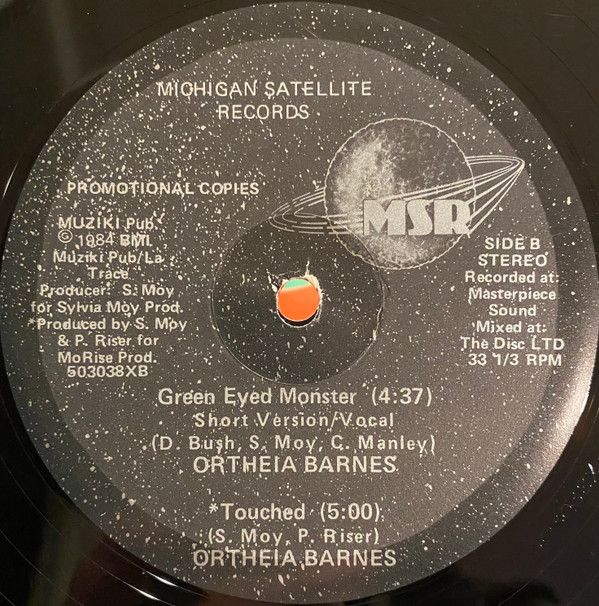 MICHIGAN SATELLITE
RECORDS
PROMOTIONAL COPIES
MSR
MUZIKI Pub.
© 1984 BMI
Muziki Pub/La
Trace
Producer: S. Moy
for Sylvia Moy Prod.
*Produced by S. Moy
& P. Riser for
MoRise Prod.
503038XB
SIDE B
STEREO
Recorded at:
Masterpiece
Sound
Mixed at:
The Disc LTD
33 1/3 RPM
Green Eyed Monster (4:37)
Short Version/Vocal
(D. Bush, S. Moy, C. Manley)
ORTHEIA BARNES
*Touched (5:00)
(S. Moy, P. Riser)
ORTHEIA BARNES